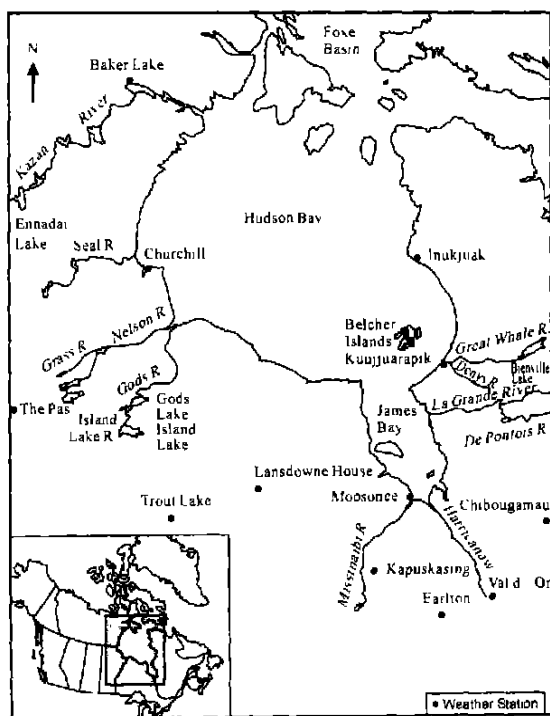 Foxe
Basin
N
Baker Lake
Kazan River
Hudson Bay
Ennadai
Lake
Seal R
Churchill
Inukjuak
Grass R
Nelson R
Belcher
Islands
Kuujjuarapik
Great Whale R.
Denys R
Bienville
Lake
Gods R
The Pas
Island
Lake R
Gods
Lake
Island
Lake
James
Bay
La Grande River
De Pontois R
Lansdowne House
Moosonee
Trout Lake
Chibougamau
Missinaibi R
Harricanaw
Kapuskasing
Earlton
Val d Or
Weather Station